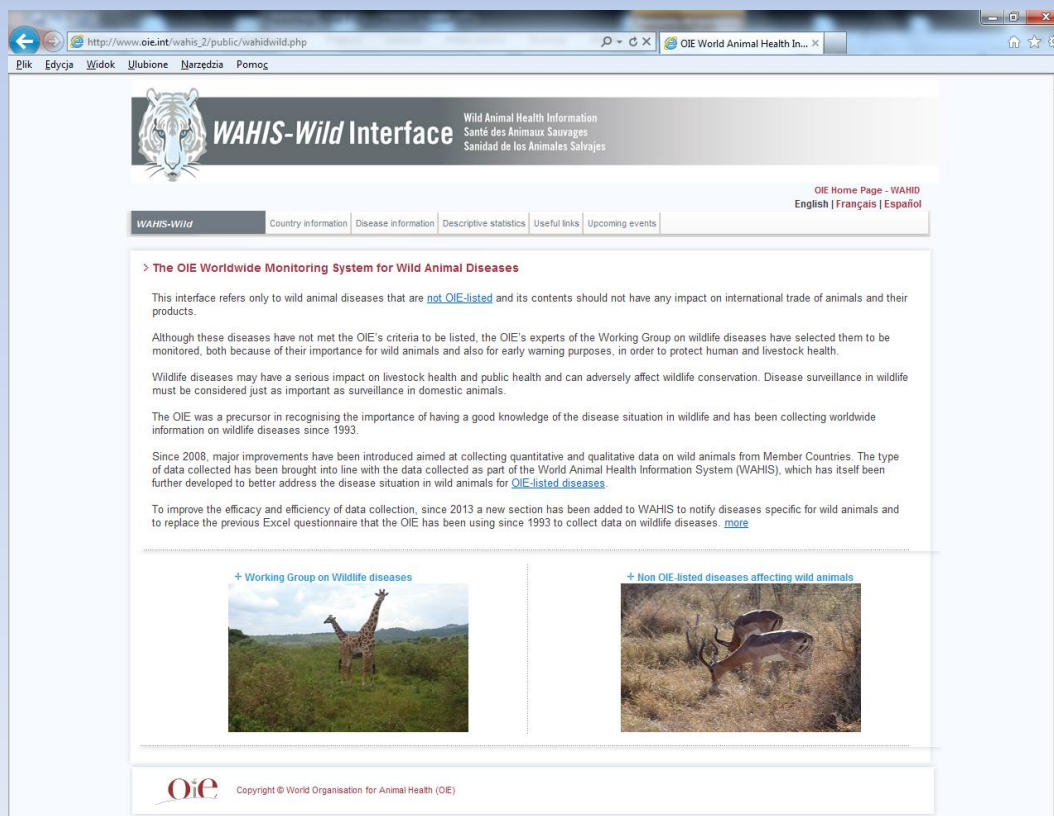 http://www.oie.int/wahis_2/public/wahidwild.php
OIE World Animal Health In...
Plik Edycja Widok Ulubione Narzędzia Pomoc
WAHIS-Wild Interface
Wild Animal Health Information
Santé des Animaux Sauvages
Sanidad de los Animales Salvajes
OIE Home Page - WAHID
English | Français | Español
WAHIS-Wild Country information Disease information Descriptive statistics Useful links Upcoming events
> The OIE Worldwide Monitoring System for Wild Animal Diseases
This interface refers only to wild animal diseases that are not OIE-listed and its contents should not have any impact on international trade of animals and their
products.
Although these diseases have not met the OIE's criteria to be listed, the OIE's experts of the Working Group on wildlife diseases have selected them to be
monitored, both because of their importance for wild animals and also for early warning purposes, in order to protect human and livestock health.
Wildlife diseases may have a serious impact on livestock health and public health and can adversely affect wildlife conservation. Disease surveillance in wildlife
must be considered just as important as surveillance in domestic animals.
The OIE was a precursor in recognising the importance of having a good knowledge of the disease situation in wildlife and has been collecting worldwide
information on wildlife diseases since 1993.
Since 2008, major improvements have been introduced aimed at collecting quantitative and qualitative data on wild animals from Member Countries. The type
of data collected has been brought into line with the data collected as part of the World Animal Health Information System (WAHIS), which has itself been
further developed to better address the disease situation in wild animals for OIE-listed diseases.
To improve the efficacy and efficiency of data collection, since 2013 a new section has been added to WAHIS to notify diseases specific for wild animals and
to replace the previous Excel questionnaire that the OIE has been using since 1993 to collect data on wildlife diseases. more
+ Working Group on Wildlife diseases
+ Non OIE-listed diseases affecting wild animals
Oie
Copyright © World Organisation for Animal Health (OIE)